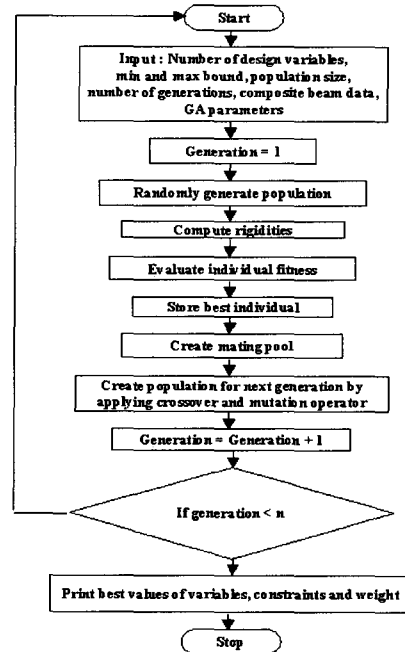 Start
Input : Number of design variables,
min and max bound, population size,
number of generations, composite beam data,
GA parameters
Generation = 1
Randomly generate population
Compute rigidities
Evaluate individual fitness
Store best individual
Create mating pool
Create population for next generation by
applying crossover and mutation operator
Generation = Generation + 1
If generation < n
Print best values of variables, constraints and weight
Stop